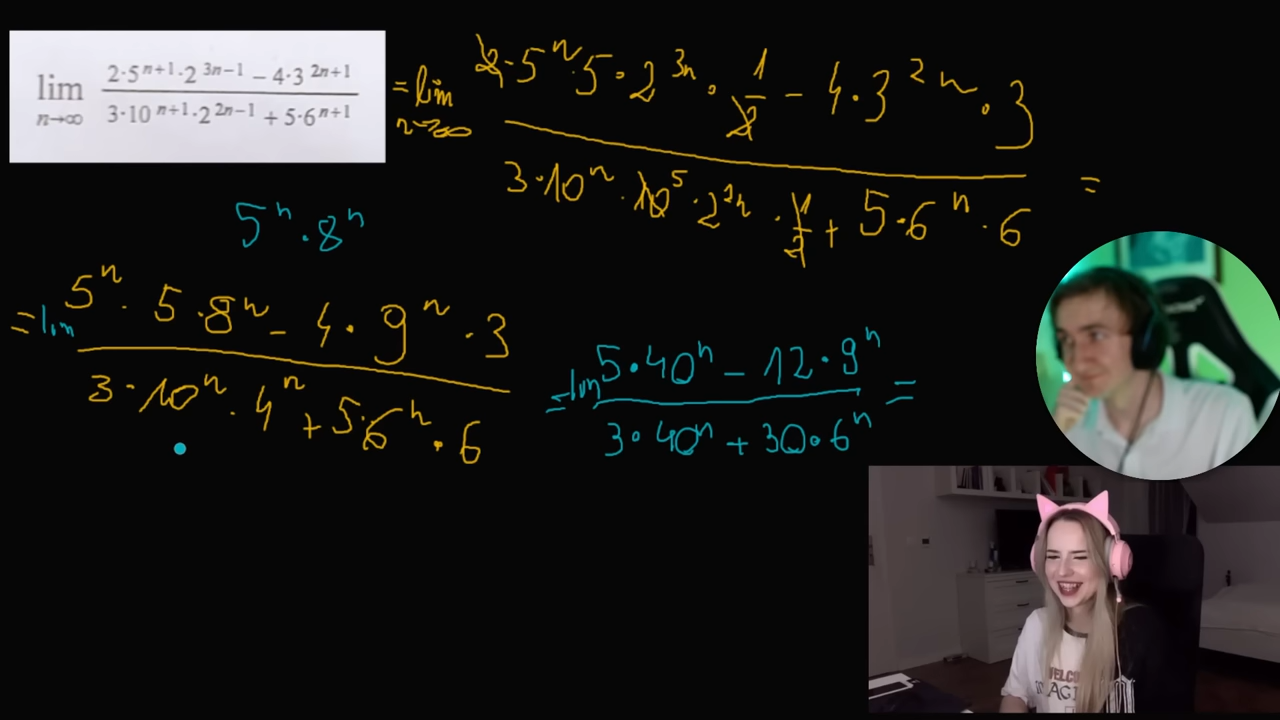 lim n→∞ (2·5^{n+1}·2^{3n−1} − 4·3^{2n+1}) / (3·10^{n+1}·2^{2n−1} + 5·6^{n+1})
= lim n→∞ (2·5^n·5·2^{3n}·1/2 − 4·3^{2n}·3) / (3·10^n·10^5·2^{2n}·1/2 + 5·6^n·6) =
5^n·8^n
= lim (5^n·5·8^n − 4·9^n·3) / (3·10^n·4^n + 5·6^n·6)
= lim (5·40^n − 12·9^n) / (3·40^n + 30·6^n) =